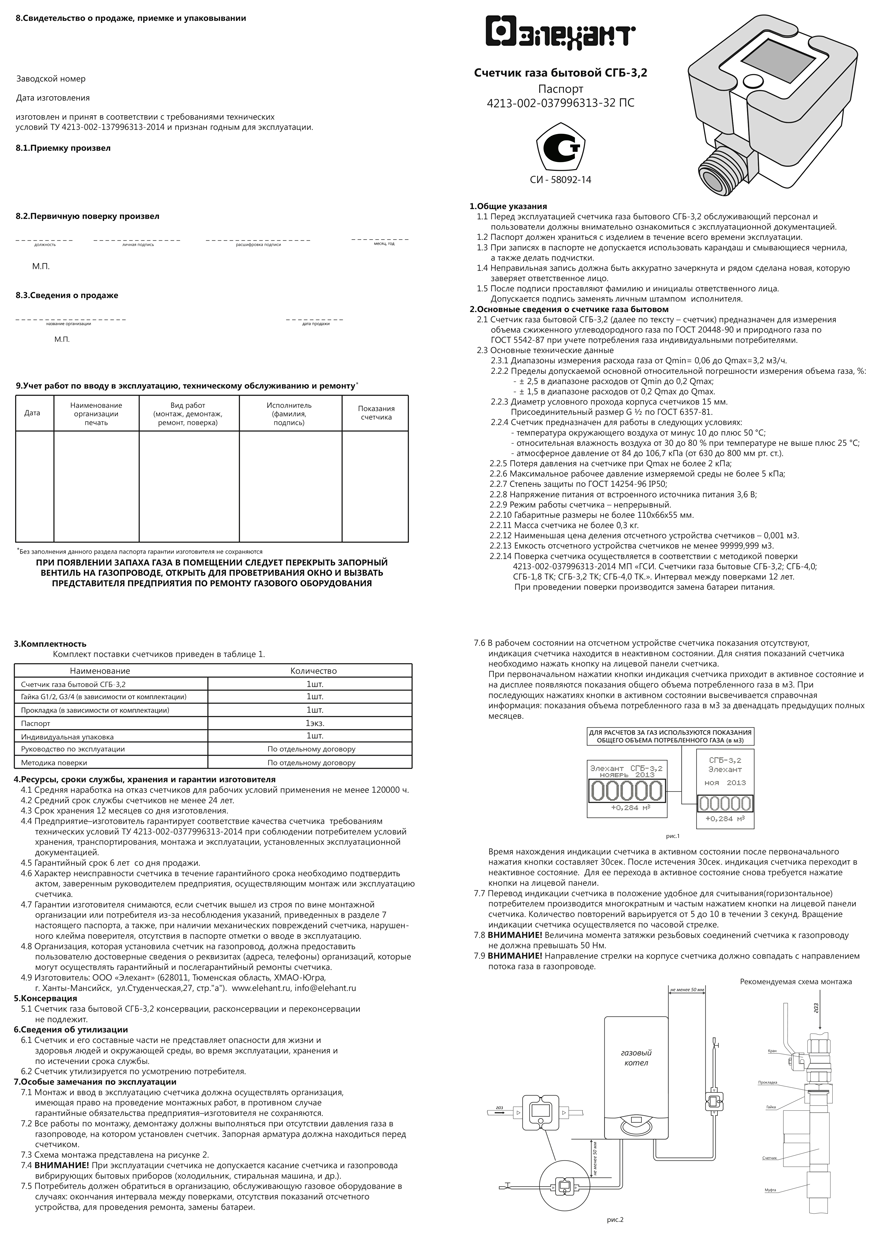 8.Свидетельство о продаже, приемке и упаковывании
Заводской номер
Дата изготовления
изготовлен и принят в соответствии с требованиями технических
условий ТУ 4213-002-137996313-2014 и признан годным для эксплуатации.
8.1.Приемку произвел
8.2.Первичную поверку произвел
должность личная подпись расшифровка подписи месяц, год
М.П.
8.3.Сведения о продаже
название организации дата продажи
М.П.
9.Учет работ по вводу в эксплуатацию, техническому обслуживанию и ремонту*
Дата
Наименование
организации
печать
Вид работ
(монтаж, демонтаж,
ремонт, поверка)
Исполнитель
(фамилия,
подпись)
Показания
счетчика
*Без заполнения данного раздела паспорта гарантии изготовителя не сохраняются
ПРИ ПОЯВЛЕНИИ ЗАПАХА ГАЗА В ПОМЕЩЕНИИ СЛЕДУЕТ ПЕРЕКРЫТЬ ЗАПОРНЫЙ
ВЕНТИЛЬ НА ГАЗОПРОВОДЕ, ОТКРЫТЬ ДЛЯ ПРОВЕТРИВАНИЯ ОКНО И ВЫЗВАТЬ
ПРЕДСТАВИТЕЛЯ ПРЕДПРИЯТИЯ ПО РЕМОНТУ ГАЗОВОГО ОБОРУДОВАНИЯ
элехант
Счетчик газа бытовой СГБ-3,2
Паспорт
4213-002-037996313-32 ПС
СИ - 58092-14
1.Общие указания
1.1 Перед эксплуатацией счетчика газа бытового СГБ-3,2 обслуживающий персонал и
пользователи должны внимательно ознакомиться с эксплуатационной документацией.
1.2 Паспорт должен храниться с изделием в течение всего времени эксплуатации.
1.3 При записях в паспорте не допускается использовать карандаш и смывающиеся чернила,
а также делать подчистки.
1.4 Неправильная запись должна быть аккуратно зачеркнута и рядом сделана новая, которую
заверяет ответственное лицо.
1.5 После подписи проставляют фамилию и инициалы ответственного лица.
Допускается подпись заменять личным штампом исполнителя.
2.Основные сведения о счетчике газа бытовом
2.1 Счетчик газа бытовой СГБ-3,2 (далее по тексту – счетчик) предназначен для измерения
объема сжиженного углеводородного газа по ГОСТ 20448-90 и природного газа по
ГОСТ 5542-87 при учете потребления газа индивидуальными потребителями.
2.3 Основные технические данные
2.3.1 Диапазоны измерения расхода газа от Qmin= 0,06 до Qmax=3,2 м3/ч.
2.2.2 Пределы допускаемой основной относительной погрешности измерения объема газа, %:
- ± 2,5 в диапазоне расходов от Qmin до 0,2 Qmax;
- ± 1,5 в диапазоне расходов от 0,2 Qmax до Qmax.
2.2.3 Диаметр условного прохода корпуса счетчиков 15 мм.
Присоединительный размер G ½ по ГОСТ 6357-81.
2.2.4 Счетчик предназначен для работы в следующих условиях:
- температура окружающего воздуха от минус 10 до плюс 50 °С;
- относительная влажность воздуха от 30 до 80 % при температуре не выше плюс 25 °С;
- атмосферное давление от 84 до 106,7 кПа (от 630 до 800 мм рт. ст.).
2.2.5 Потеря давления на счетчике при Qmax не более 2 кПа;
2.2.6 Максимальное рабочее давление измеряемой среды не более 5 кПа;
2.2.7 Степень защиты по ГОСТ 14254-96 IP50;
2.2.8 Напряжение питания от встроенного источника питания 3,6 В;
2.2.9 Режим работы счетчика – непрерывный.
2.2.10 Габаритные размеры не более 110х66х55 мм.
2.2.11 Масса счетчика не более 0,3 кг.
2.2.12 Наименьшая цена деления отсчетного устройства счетчиков – 0,001 м3.
2.2.13 Емкость отсчетного устройства счетчиков не менее 99999,999 м3.
2.2.14 Поверка счетчика осуществляется в соответствии с методикой поверки
4213-002-037996313-2014 МП «ГСИ. Счетчики газа бытовые СГБ-3,2; СГБ-4,0;
СГБ-1,8 ТК; СГБ-3,2 ТК; СГБ-4,0 ТК.». Интервал между поверками 12 лет.
При проведении поверки производится замена батареи питания.
3.Комплектность
Комплект поставки счетчиков приведен в таблице 1.
Наименование Количество
Счетчик газа бытовой СГБ-3,2 1шт.
Гайка G1/2, G3/4 (в зависимости от комплектации) 1шт.
Прокладка (в зависимости от комплектации) 1шт.
Паспорт 1экз.
Индивидуальная упаковка 1шт.
Руководство по эксплуатации По отдельному договору
Методика поверки По отдельному договору
4.Ресурсы, сроки службы, хранения и гарантии изготовителя
4.1 Средняя наработка на отказ счетчиков для рабочих условий применения не менее 120000 ч.
4.2 Средний срок службы счетчиков не менее 24 лет.
4.3 Срок хранения 12 месяцев со дня изготовления.
4.4 Предприятие–изготовитель гарантирует соответствие качества счетчика требованиям
технических условий ТУ 4213-002-0377996313-2014 при соблюдении потребителем условий
хранения, транспортирования, монтажа и эксплуатации, установленных эксплуатационной
документацией.
4.5 Гарантийный срок 6 лет со дня продажи.
4.6 Характер неисправности счетчика в течение гарантийного срока необходимо подтвердить
актом, заверенным руководителем предприятия, осуществляющим монтаж или эксплуатацию
счетчика.
4.7 Гарантии изготовителя снимаются, если счетчик вышел из строя по вине монтажной
организации или потребителя из-за несоблюдения указаний, приведенных в разделе 7
настоящего паспорта, а также, при наличии механических повреждений счетчика, нарушен-
ного клейма поверителя, отсутствия в паспорте отметки о вводе в эксплуатацию.
4.8 Организация, которая установила счетчик на газопровод, должна предоставить
пользователю достоверные сведения о реквизитах (адреса, телефоны) организаций, которые
могут осуществлять гарантийный и послегарантийный ремонты счетчика.
4.9 Изготовитель: ООО «Элехант» (628011, Тюменская область, ХМАО-Югра,
г. Ханты-Мансийск, ул.Студенческая,27, стр."а"). www.elehant.ru, info@elehant.ru
5.Консервация
5.1 Счетчик газа бытовой СГБ-3,2 консервации, расконсервации и переконсервации
не подлежит.
6.Сведения об утилизации
6.1 Счетчик и его составные части не представляет опасности для жизни и
здоровья людей и окружающей среды, во время эксплуатации, хранения и
по истечении срока службы.
6.2 Счетчик утилизируется по усмотрению потребителя.
7.Особые замечания по эксплуатации
7.1 Монтаж и ввод в эксплуатацию счетчика должна осуществлять организация,
имеющая право на проведение монтажных работ, в противном случае
гарантийные обязательства предприятия–изготовителя не сохраняются.
7.2 Все работы по монтажу, демонтажу должны выполняться при отсутствии давления газа в
газопроводе, на котором установлен счетчик. Запорная арматура должна находиться перед
счетчиком.
7.3 Схема монтажа представлена на рисунке 2.
7.4 ВНИМАНИЕ! При эксплуатации счетчика не допускается касание счетчика и газопровода
вибрирующих бытовых приборов (холодильник, стиральная машина, и др.).
7.5 Потребитель должен обратиться в организацию, обслуживающую газовое оборудование в
случаях: окончания интервала между поверками, отсутствия показаний отсчетного
устройства, для проведения ремонта, замены батареи.
7.6 В рабочем состоянии на отсчетном устройстве счетчика показания отсутствуют,
индикация счетчика находится в неактивном состоянии. Для снятия показаний счетчика
необходимо нажать кнопку на лицевой панели счетчика.
При первоначальном нажатии кнопки индикация счетчика приходит в активное состояние и
на дисплее появляются показания общего объема потребленного газа в м3. При
последующих нажатиях кнопки в активном состоянии высвечивается справочная
информация: показания объема потребленного газа в м3 за двенадцать предыдущих полных
месяцев.
ДЛЯ РАСЧЕТОВ ЗА ГАЗ ИСПОЛЬЗУЮТСЯ ПОКАЗАНИЯ
ОБЩЕГО ОБЪЕМА ПОТРЕБЛЕННОГО ГАЗА (в м3)
Элехант СГБ-3,2
ноябрь 2013
00000
+0,284 м³
СГБ-3,2
Элехант
ноя 2013
00000
+0,284 м³
рис.1
Время нахождения индикации счетчика в активном состоянии после первоначального
нажатия кнопки составляет 30сек. После истечения 30сек. индикация счетчика переходит в
неактивное состояние. Для ее перехода в активное состояние снова требуется нажатие
кнопки на лицевой панели.
7.7 Перевод индикации счетчика в положение удобное для считывания(горизонтальное)
потребителем производится многократным и частым нажатием кнопки на лицевой панели
счетчика. Количество повторений варьируется от 5 до 10 в течении 3 секунд. Вращение
индикации счетчика осуществляется по часовой стрелке.
7.8 ВНИМАНИЕ! Величина момента затяжки резьбовых соединений счетчика к газопроводу
не должна превышать 50 Нм.
7.9 ВНИМАНИЕ! Направление стрелки на корпусе счетчика должно совпадать с направлением
потока газа в газопроводе.
Рекомендуемая схема монтажа
не менее 50 мм
газ
газовый
котел
Кран
Прокладка
Гайка
газ
не менее 50 мм
Счетчик
Муфта
рис.2